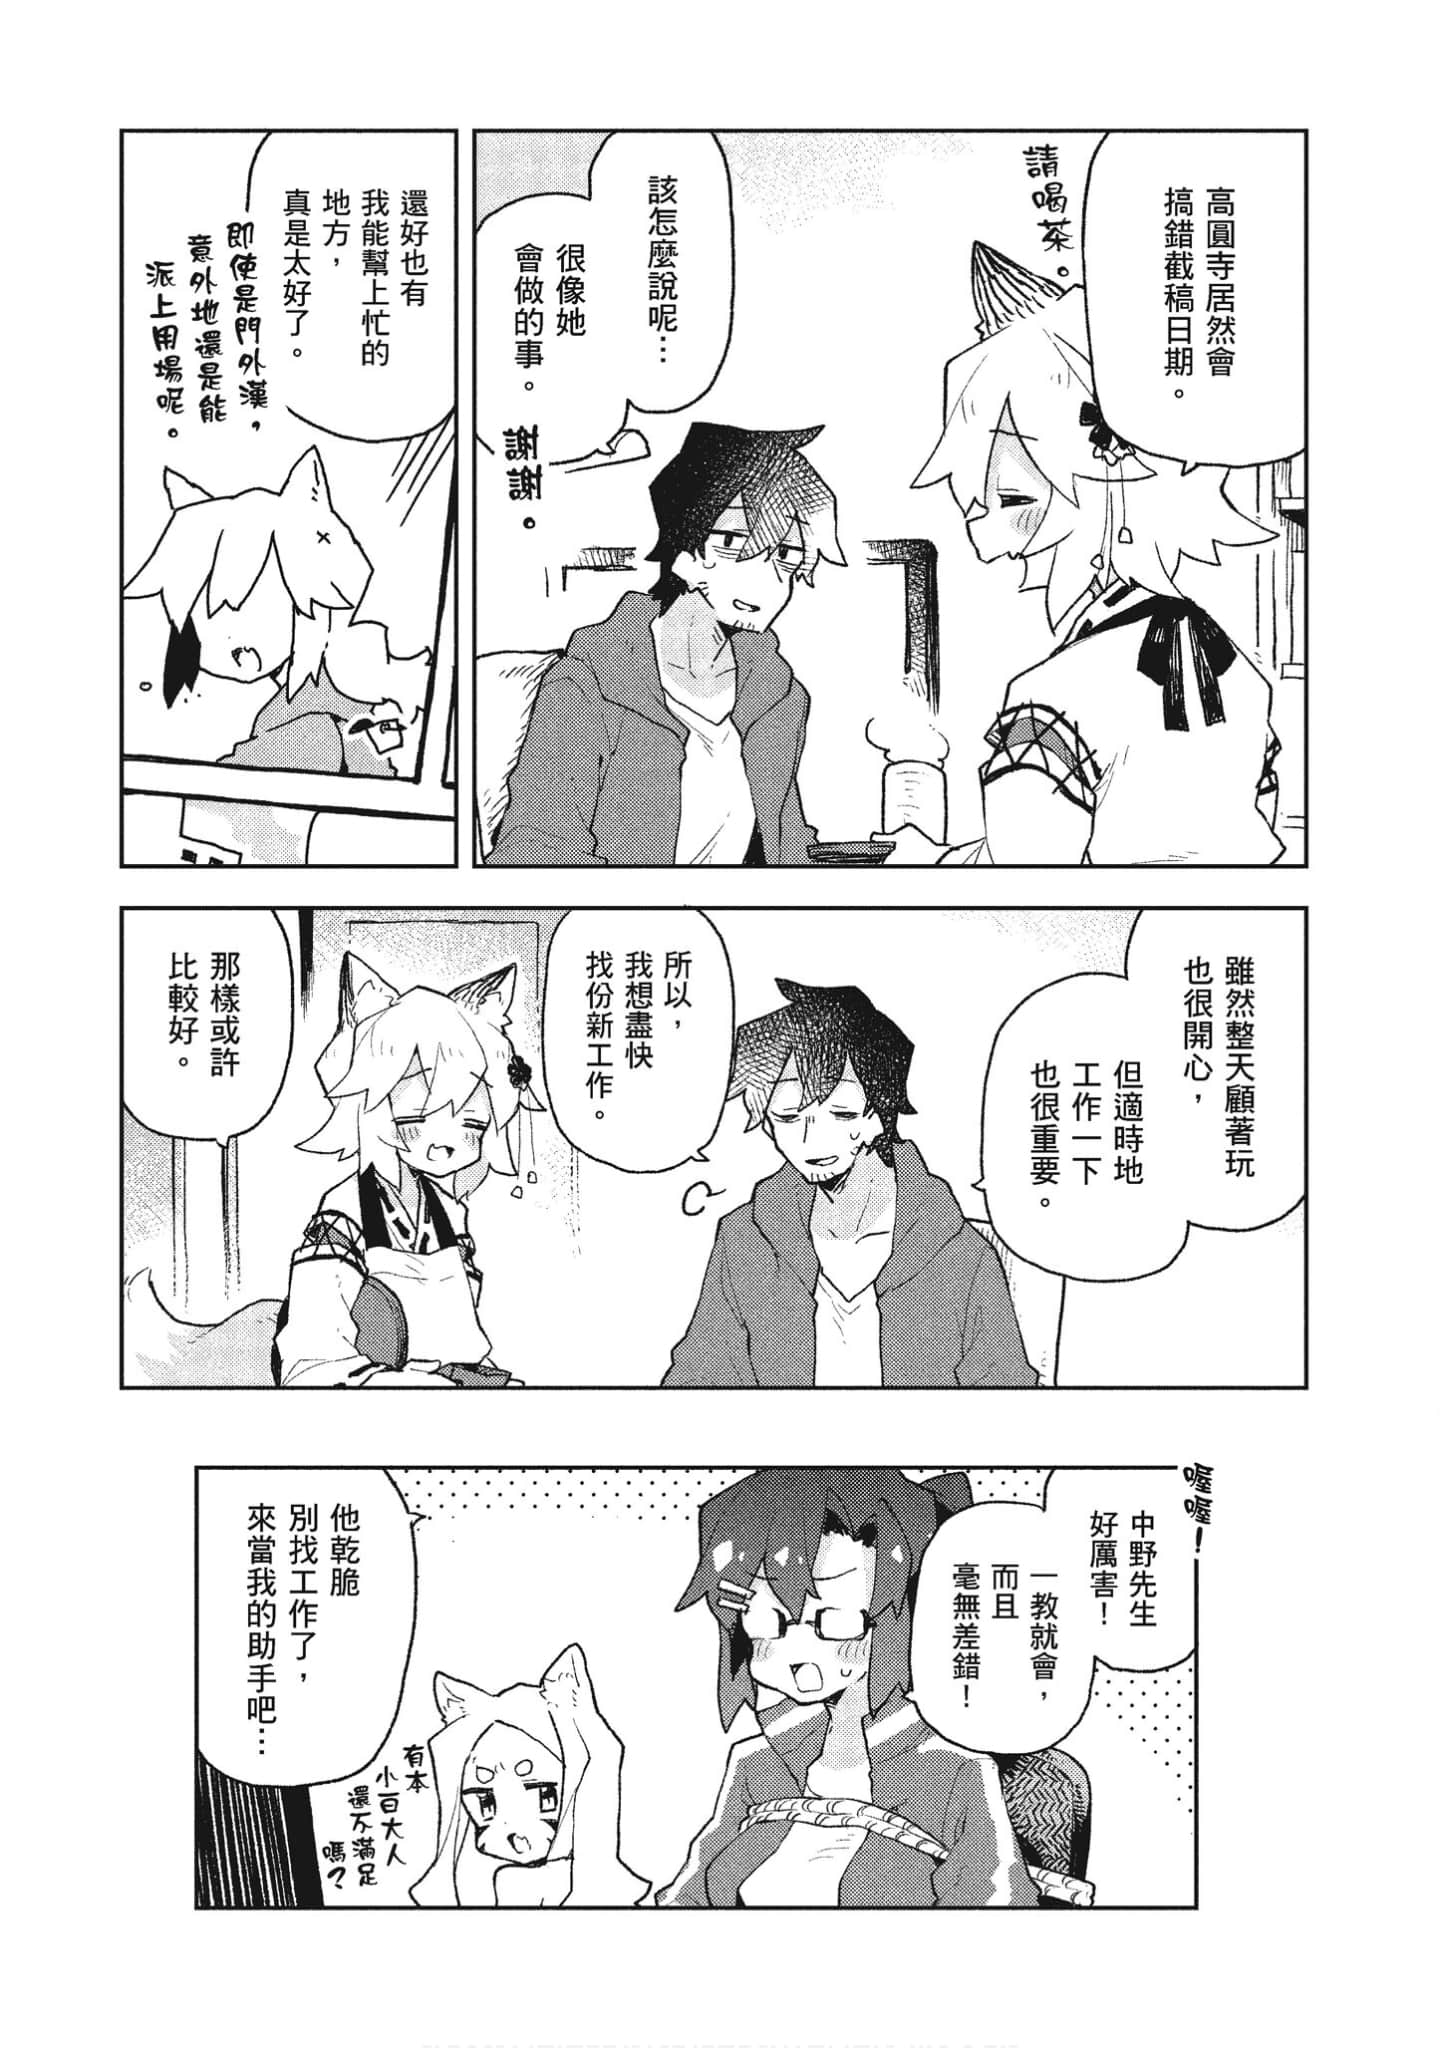 高圓寺居然會
搞錯截稿日期。
請喝茶。
該怎麼說呢…
很像她
會做的事。
謝謝。
還好也有
我能幫上忙的
地方，
真是太好了。
即使是門外漢，
意外地還是能
派上用場呢。
雖然整天顧著玩
也很開心，
但適時地
工作一下
也很重要。
所以，
我想盡快
找份新工作。
那樣或許
比較好。
喔喔！
中野先生
好厲害！
一教就會，
而且
毫無差錯！
他乾脆
別找工作了，
來當我的助手吧…
有本
小百大人
還不滿足
嗎？